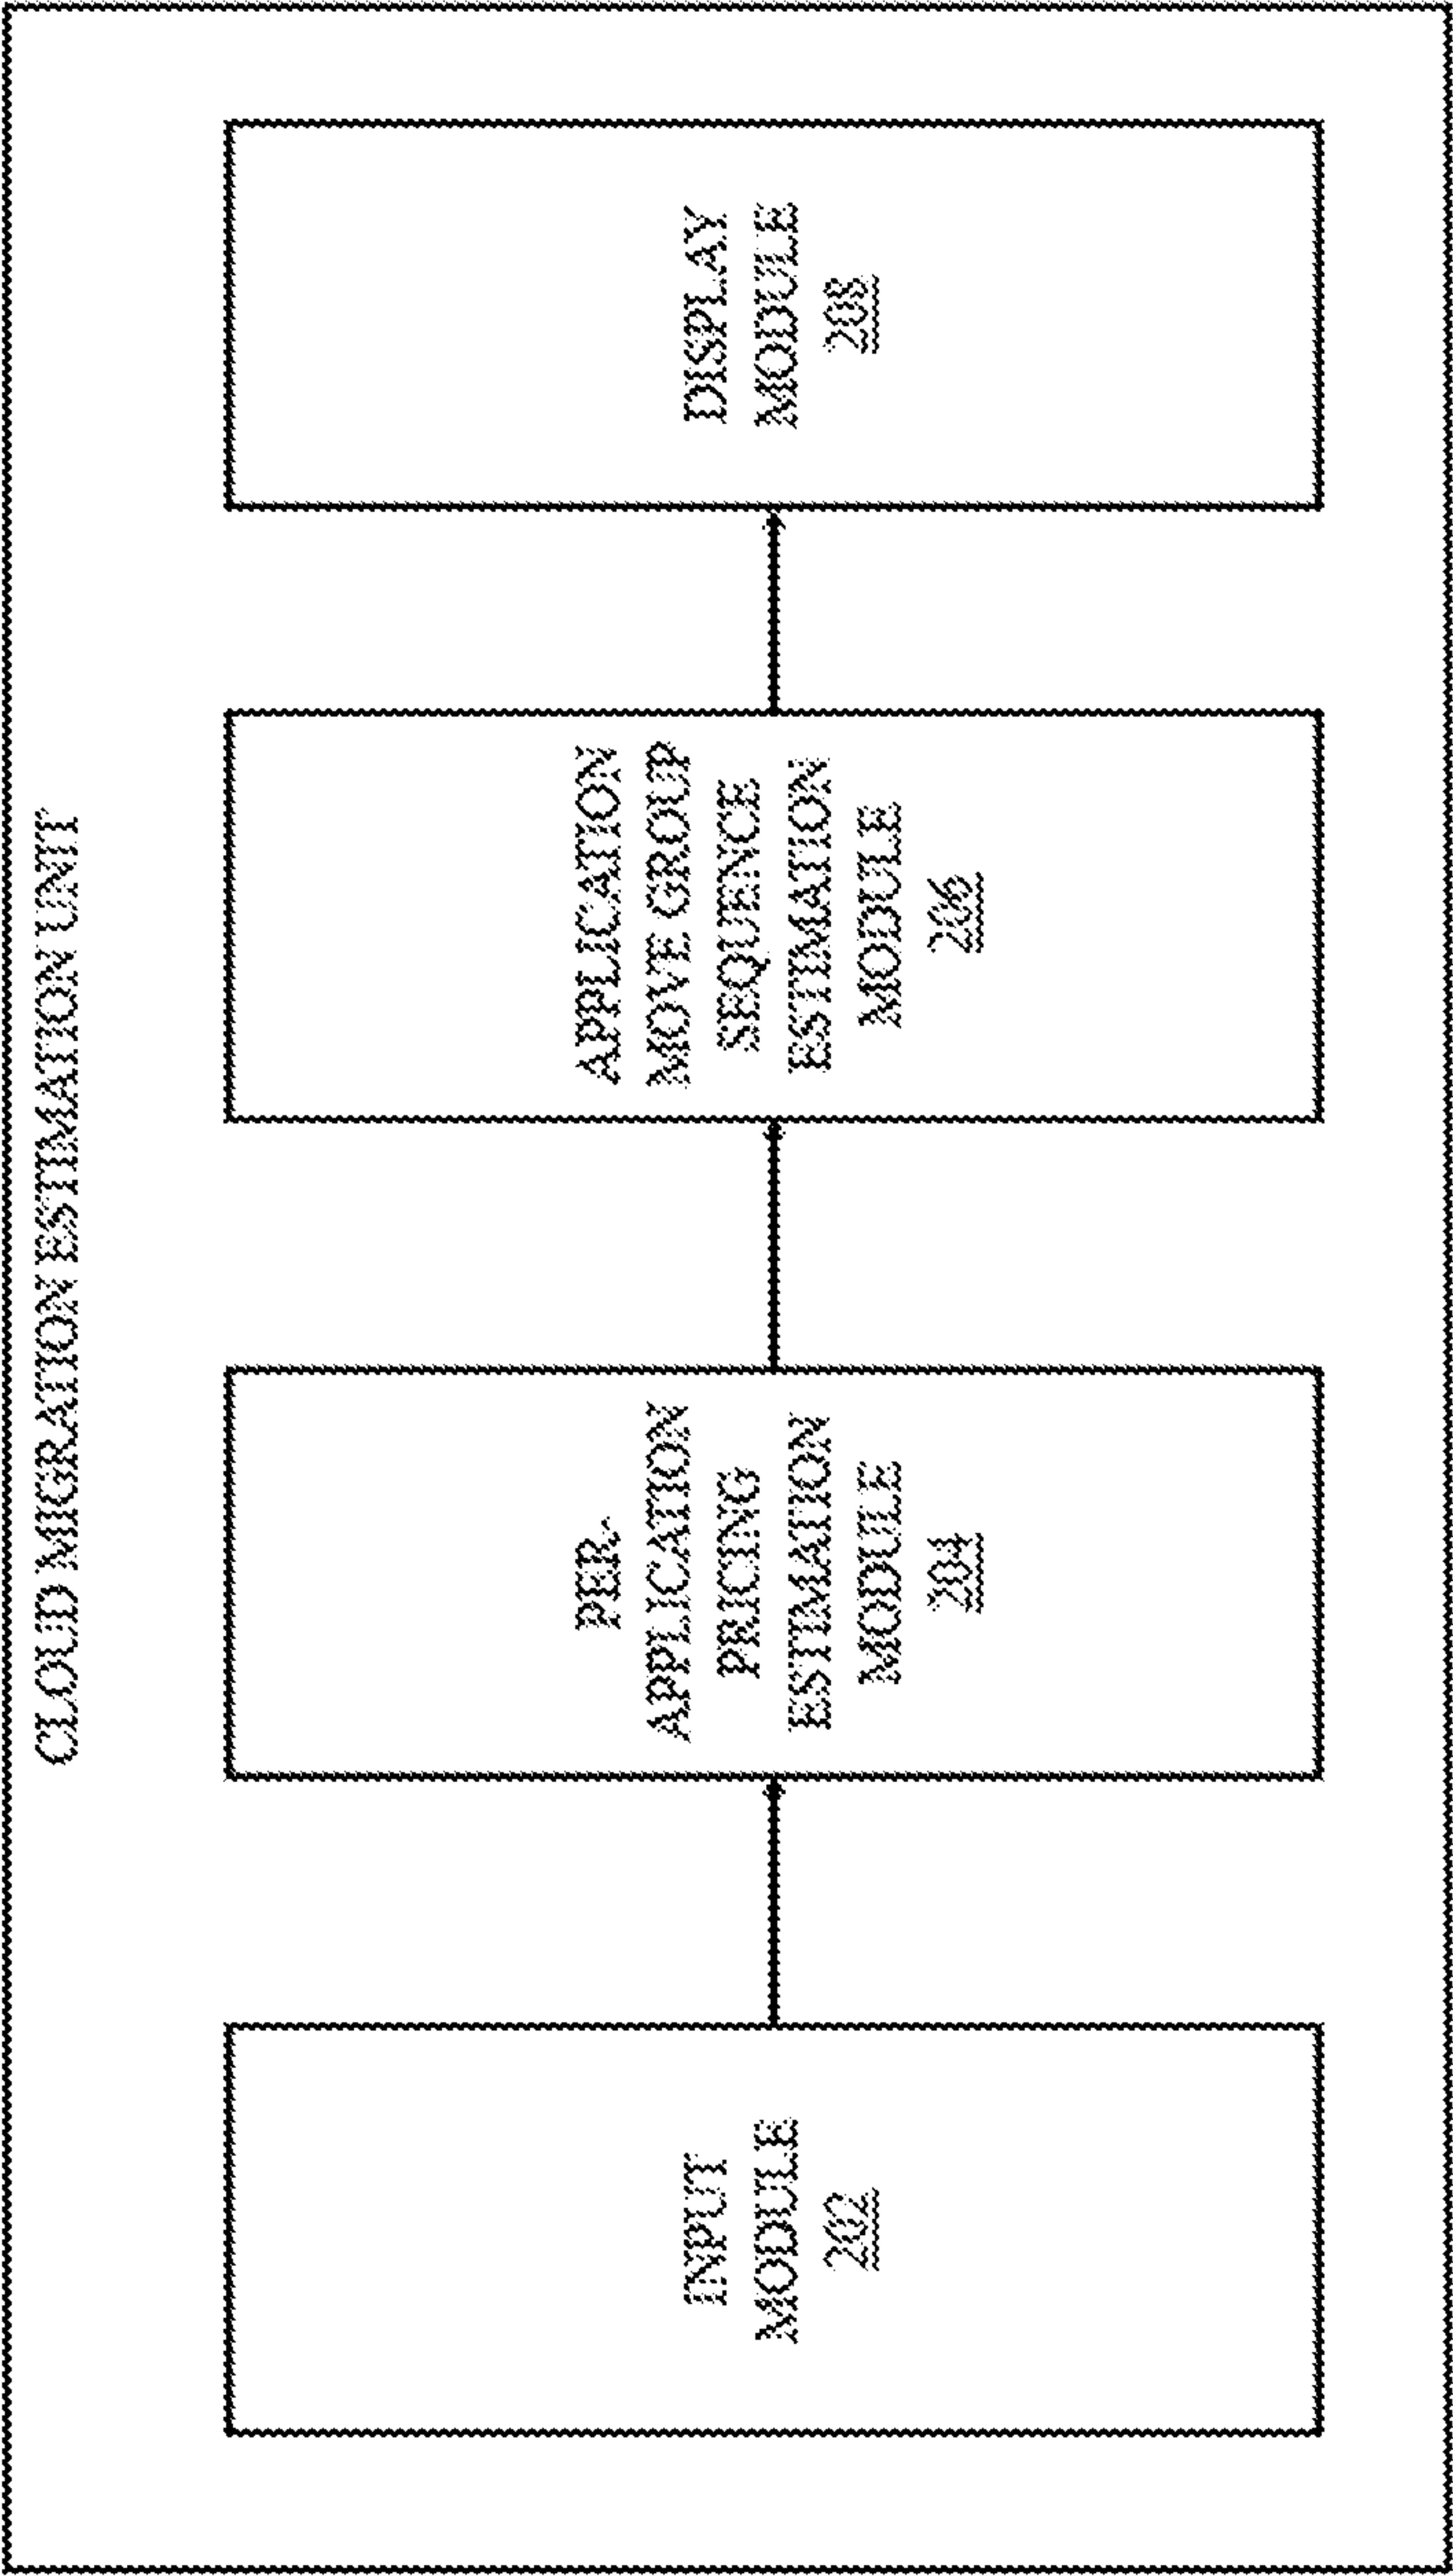 CLOUD MIGRATION ESTIMATION UNIT
INPUT
MODULE
202
PER-
APPLICATION
PRICING
ESTIMATION
MODULE
204
APPLICATION
MOVE GROUP
SEQUENCE
ESTIMATION
MODULE
206
DISPLAY
MODULE
208